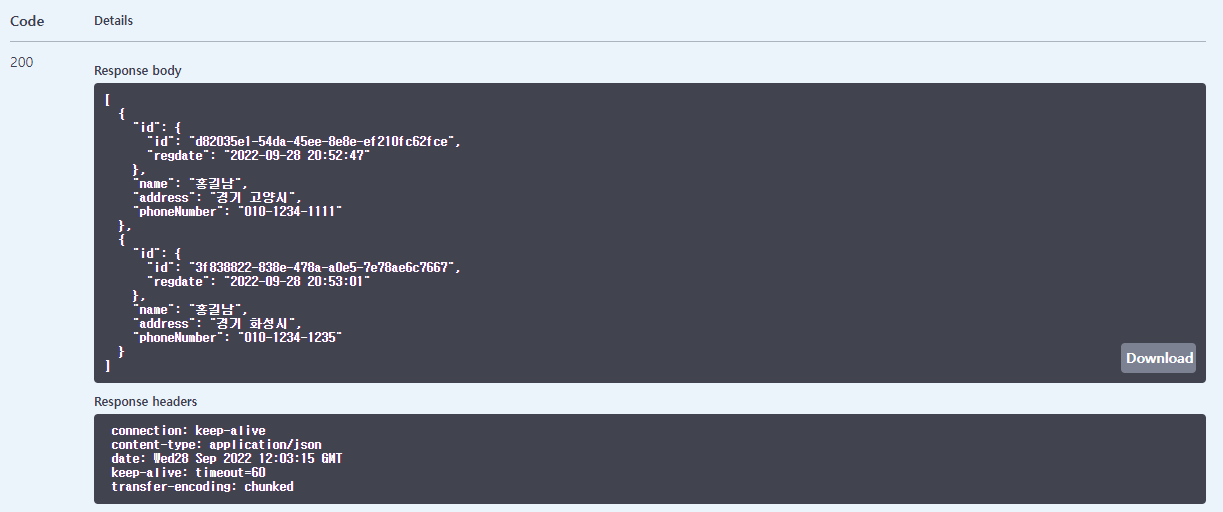 Code Details
200
Response body
[
  {
    "id": {
      "id": "d82035e1-54da-45ee-8e8e-ef210fc62fce",
      "regdate": "2022-09-28 20:52:47"
    },
    "name": "홍길남",
    "address": "경기 고양시",
    "phoneNumber": "010-1234-1111"
  },
  {
    "id": {
      "id": "3f838822-838e-478a-a0e5-7e78ae6c7667",
      "regdate": "2022-09-28 20:53:01"
    },
    "name": "홍길남",
    "address": "경기 화성시",
    "phoneNumber": "010-1234-1235"
  }
]
Download
Response headers
connection: keep-alive
content-type: application/json
date: Wed28 Sep 2022 12:03:15 GMT
keep-alive: timeout=60
transfer-encoding: chunked